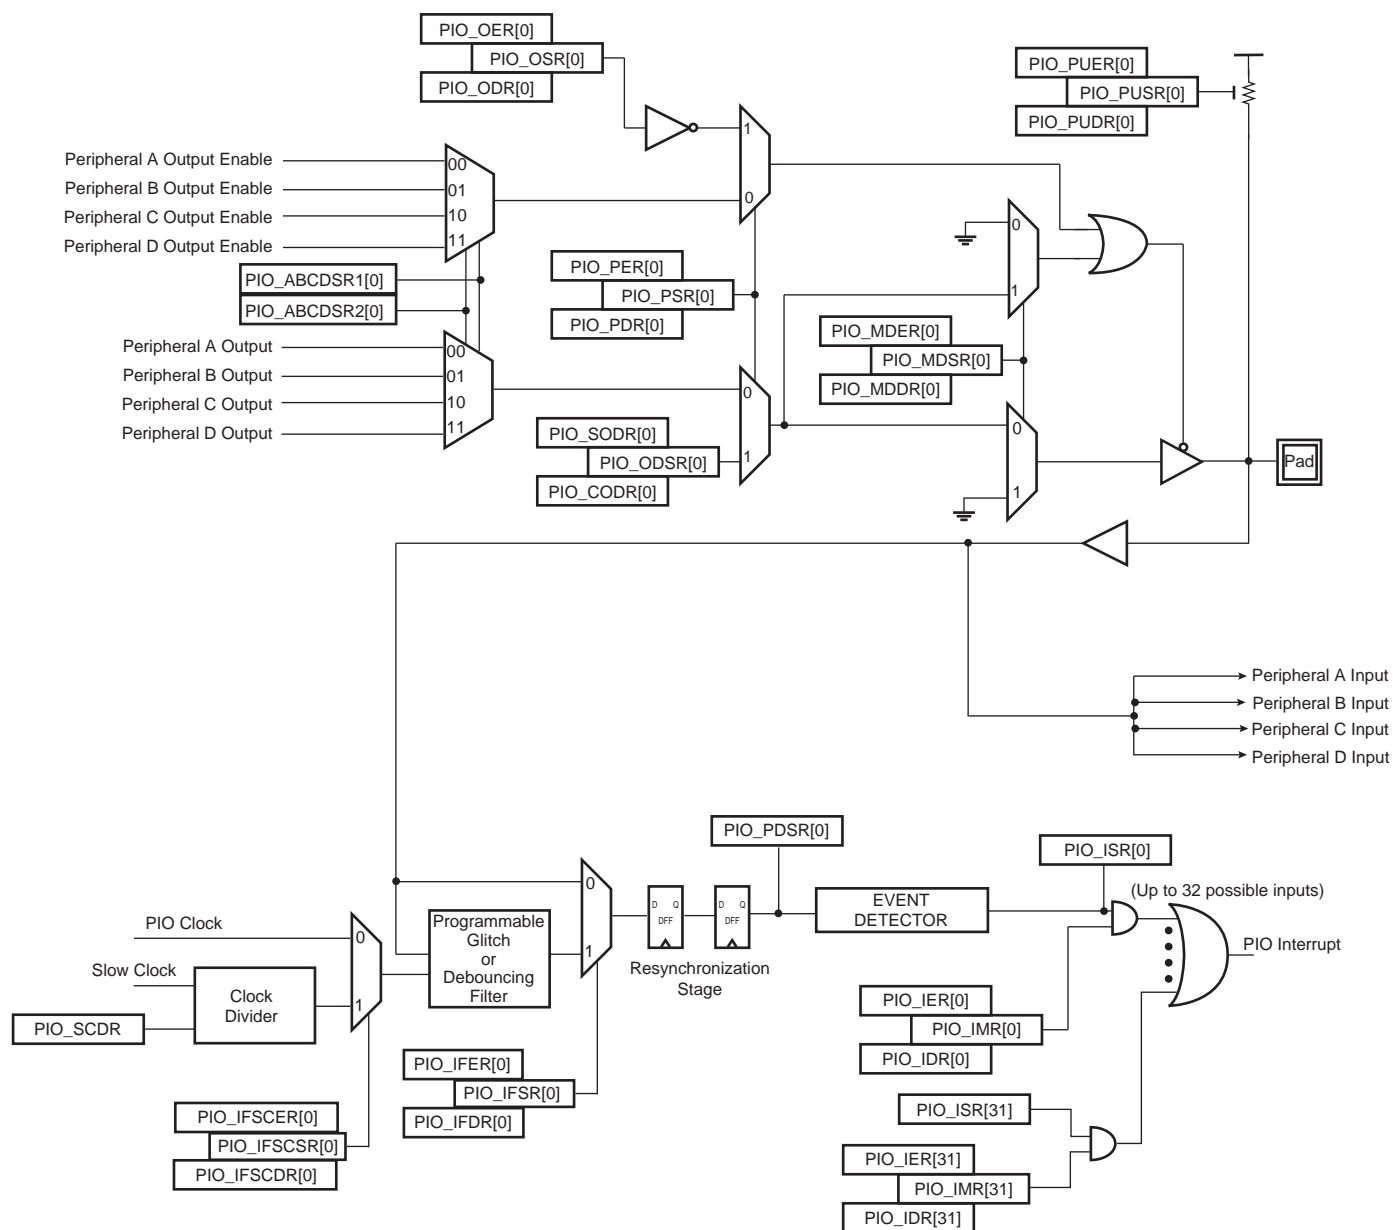 PIO_OER[0]
PIO_OSR[0]
PIO_ODR[0]
PIO_PUER[0]
PIO_PUSR[0]
PIO_PUDR[0]
1
0
Peripheral A Output Enable
Peripheral B Output Enable
Peripheral C Output Enable
Peripheral D Output Enable
00
01
10
11
PIO_ABCDSR1[0]
PIO_ABCDSR2[0]
PIO_PER[0]
PIO_PSR[0]
PIO_PDR[0]
0
1
PIO_MDER[0]
PIO_MDSR[0]
PIO_MDDR[0]
Peripheral A Output
Peripheral B Output
Peripheral C Output
Peripheral D Output
00
01
10
11
0
1
PIO_SODR[0]
PIO_ODSR[0]
PIO_CODR[0]
0
1
Pad
Peripheral A Input
Peripheral B Input
Peripheral C Input
Peripheral D Input
PIO_PDSR[0]
PIO_ISR[0]
(Up to 32 possible inputs)
0
1
D Q
DFF
D Q
DFF
Resynchronization
Stage
EVENT
DETECTOR
PIO Interrupt
PIO Clock
Slow Clock
0
1
Clock
Divider
PIO_SCDR
Programmable
Glitch
or
Debouncing
Filter
PIO_IER[0]
PIO_IMR[0]
PIO_IDR[0]
PIO_IFER[0]
PIO_IFSR[0]
PIO_IFDR[0]
PIO_IFSCER[0]
PIO_IFSCSR[0]
PIO_IFSCDR[0]
PIO_ISR[31]
PIO_IER[31]
PIO_IMR[31]
PIO_IDR[31]